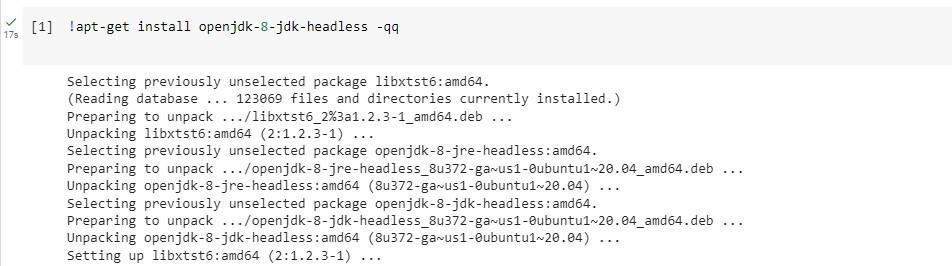 [1] !apt-get install openjdk-8-jdk-headless -qq
17s
Selecting previously unselected package libxtst6:amd64.
(Reading database ... 123069 files and directories currently installed.)
Preparing to unpack .../libxtst6_2%3a1.2.3-1_amd64.deb ...
Unpacking libxtst6:amd64 (2:1.2.3-1) ...
Selecting previously unselected package openjdk-8-jre-headless:amd64.
Preparing to unpack .../openjdk-8-jre-headless_8u372-ga~us1-0ubuntu1~20.04_amd64.deb ...
Unpacking openjdk-8-jre-headless:amd64 (8u372-ga~us1-0ubuntu1~20.04) ...
Selecting previously unselected package openjdk-8-jdk-headless:amd64.
Preparing to unpack .../openjdk-8-jdk-headless_8u372-ga~us1-0ubuntu1~20.04_amd64.deb ...
Unpacking openjdk-8-jdk-headless:amd64 (8u372-ga~us1-0ubuntu1~20.04) ...
Setting up libxtst6:amd64 (2:1.2.3-1) ...